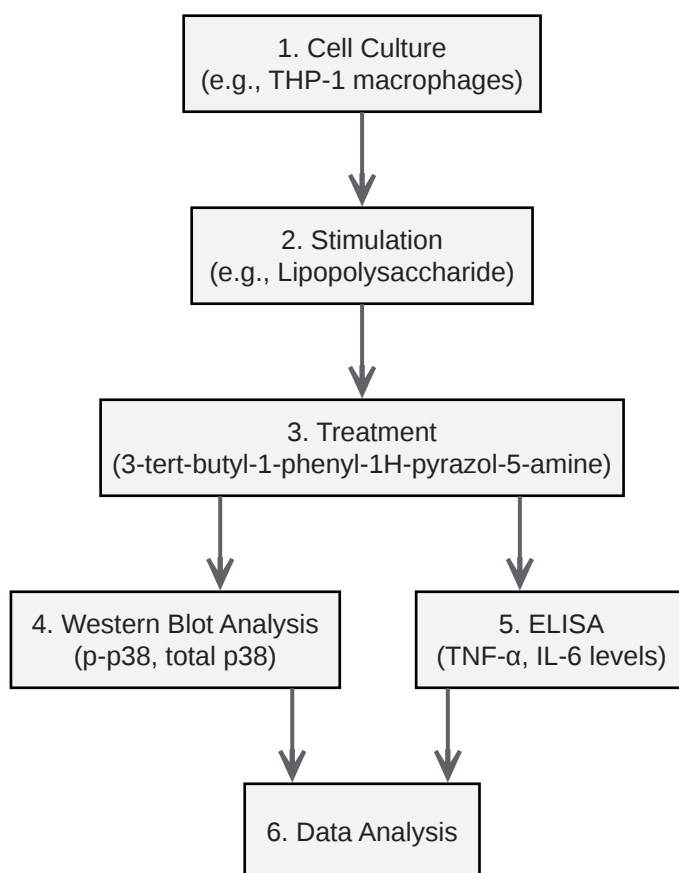 1. Cell Culture
(e.g., THP-1 macrophages)
2. Stimulation
(e.g., Lipopolysaccharide)
3. Treatment
(3-tert-butyl-1-phenyl-1H-pyrazol-5-amine)
4. Western Blot Analysis
(p-p38, total p38)
5. ELISA
(TNF-α, IL-6 levels)
6. Data Analysis